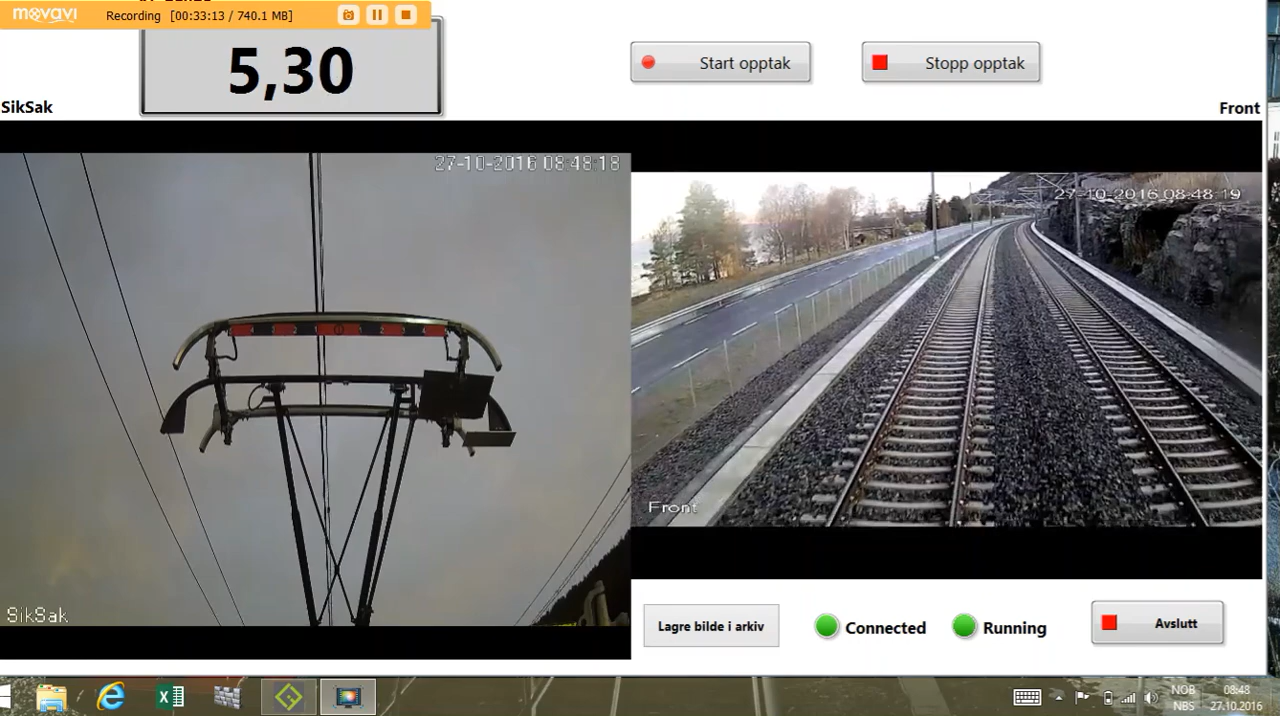 movavi Recording [00:33:13 / 740.1 MB]
5,30
Start opptak
Stopp opptak
SikSak
Front
27-10-2016 08:48:18
27-10-2016 08:48:19
Front
SikSak
Lagre bilde i arkiv
Connected
Running
Avslutt
NOB
08:48
NBS
27.10.2016